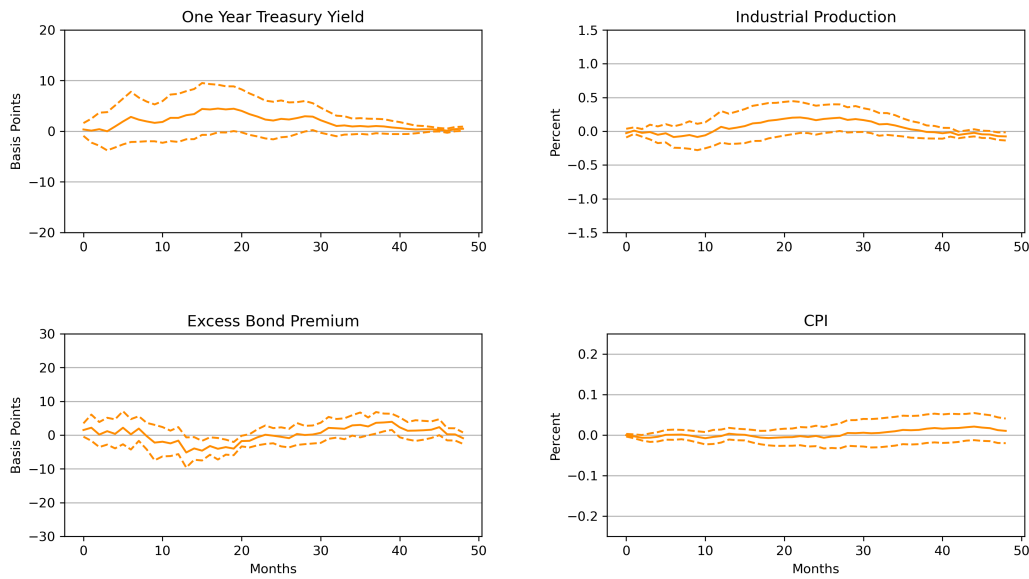 One Year Treasury Yield
20
10
0
−10
−20
Basis Points
0 10 20 30 40 50
Industrial Production
1.5
1.0
0.5
0.0
−0.5
−1.0
−1.5
Percent
0 10 20 30 40 50
Excess Bond Premium
30
20
10
0
−10
−20
−30
Basis Points
0 10 20 30 40 50
Months
CPI
0.2
0.1
0.0
−0.1
−0.2
Percent
0 10 20 30 40 50
Months